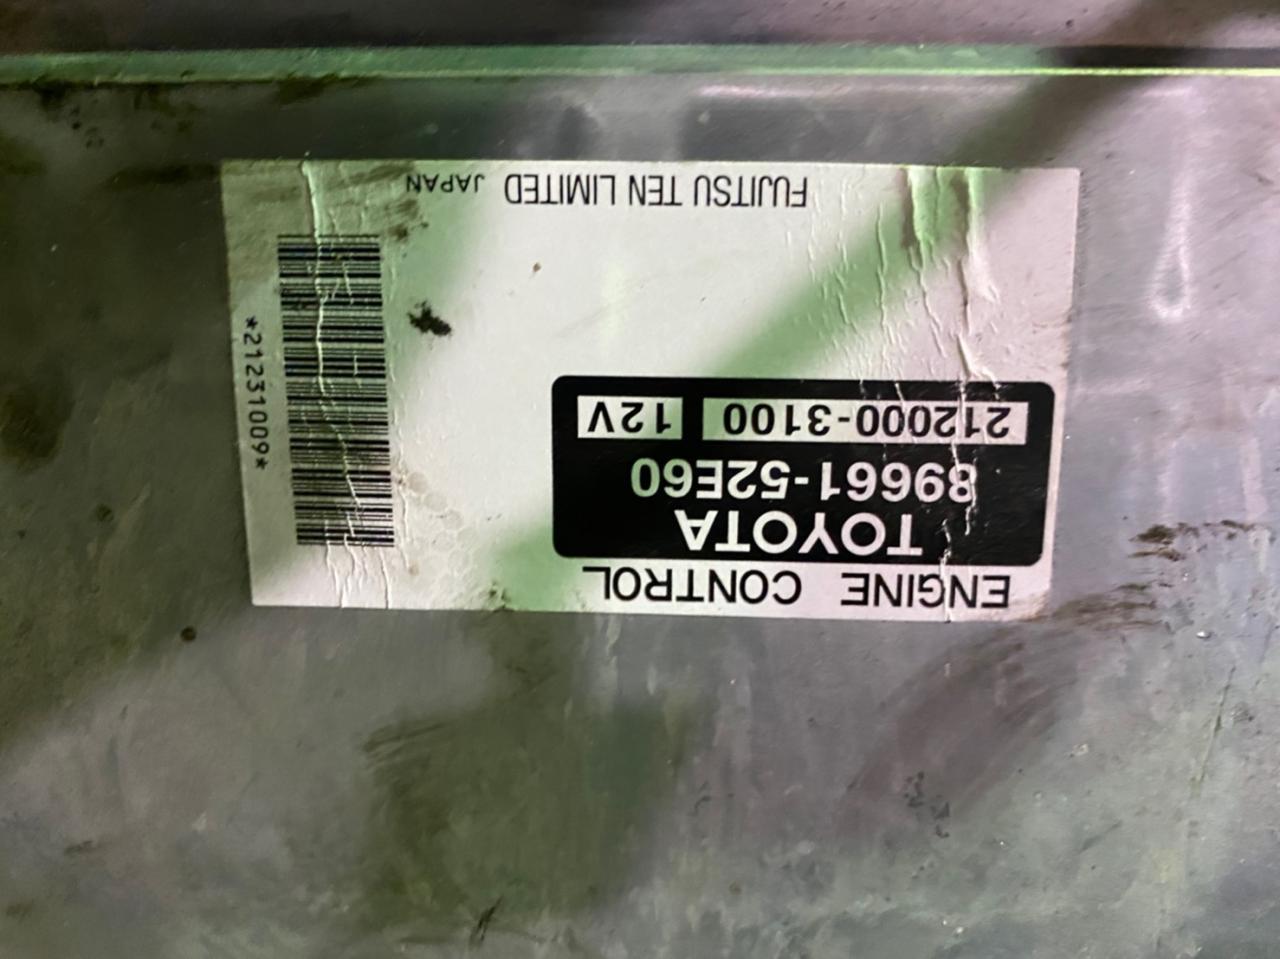 ENGINE CONTROL
TOYOTA
89661-52E60
212000-3100 12V
FUJITSU TEN LIMITED JAPAN
*21231009*